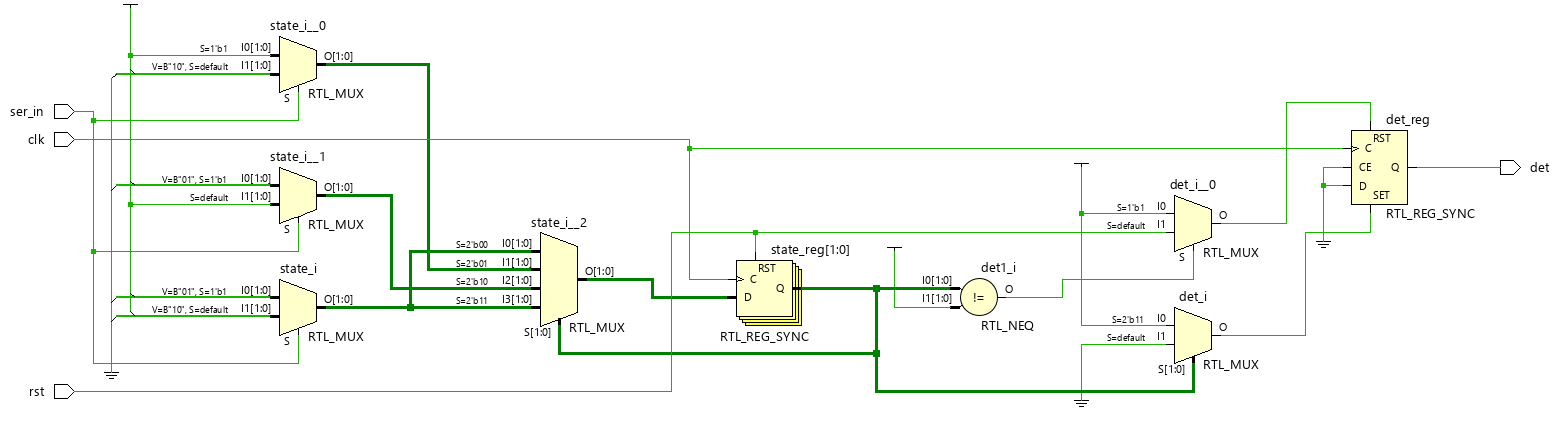 state_i__0
S=1'b1 I0[1:0]
V=B"10", S=default I1[1:0]
O[1:0]
S
RTL_MUX
ser_in
clk
state_i__1
V=B"01", S=1'b1 I0[1:0]
S=default I1[1:0]
O[1:0]
S
RTL_MUX
state_i
V=B"01", S=1'b1 I0[1:0]
V=B"10", S=default I1[1:0]
O[1:0]
S
RTL_MUX
rst
state_i__2
S=2'b00 I0[1:0]
S=2'b01 I1[1:0]
S=2'b10 I2[1:0]
S=2'b11 I3[1:0]
O[1:0]
S[1:0]
RTL_MUX
state_reg[1:0]
RST
C
D
Q
RTL_REG_SYNC
det1_i
I0[1:0]
I1[1:0]
!=
O
RTL_NEQ
det_i__0
S=1'b1 I0
S=default I1
O
S
RTL_MUX
det_i
S=2'b11 I0
S=default I1
O
S[1:0]
RTL_MUX
det_reg
RST
C
CE
D
Q
SET
RTL_REG_SYNC
det